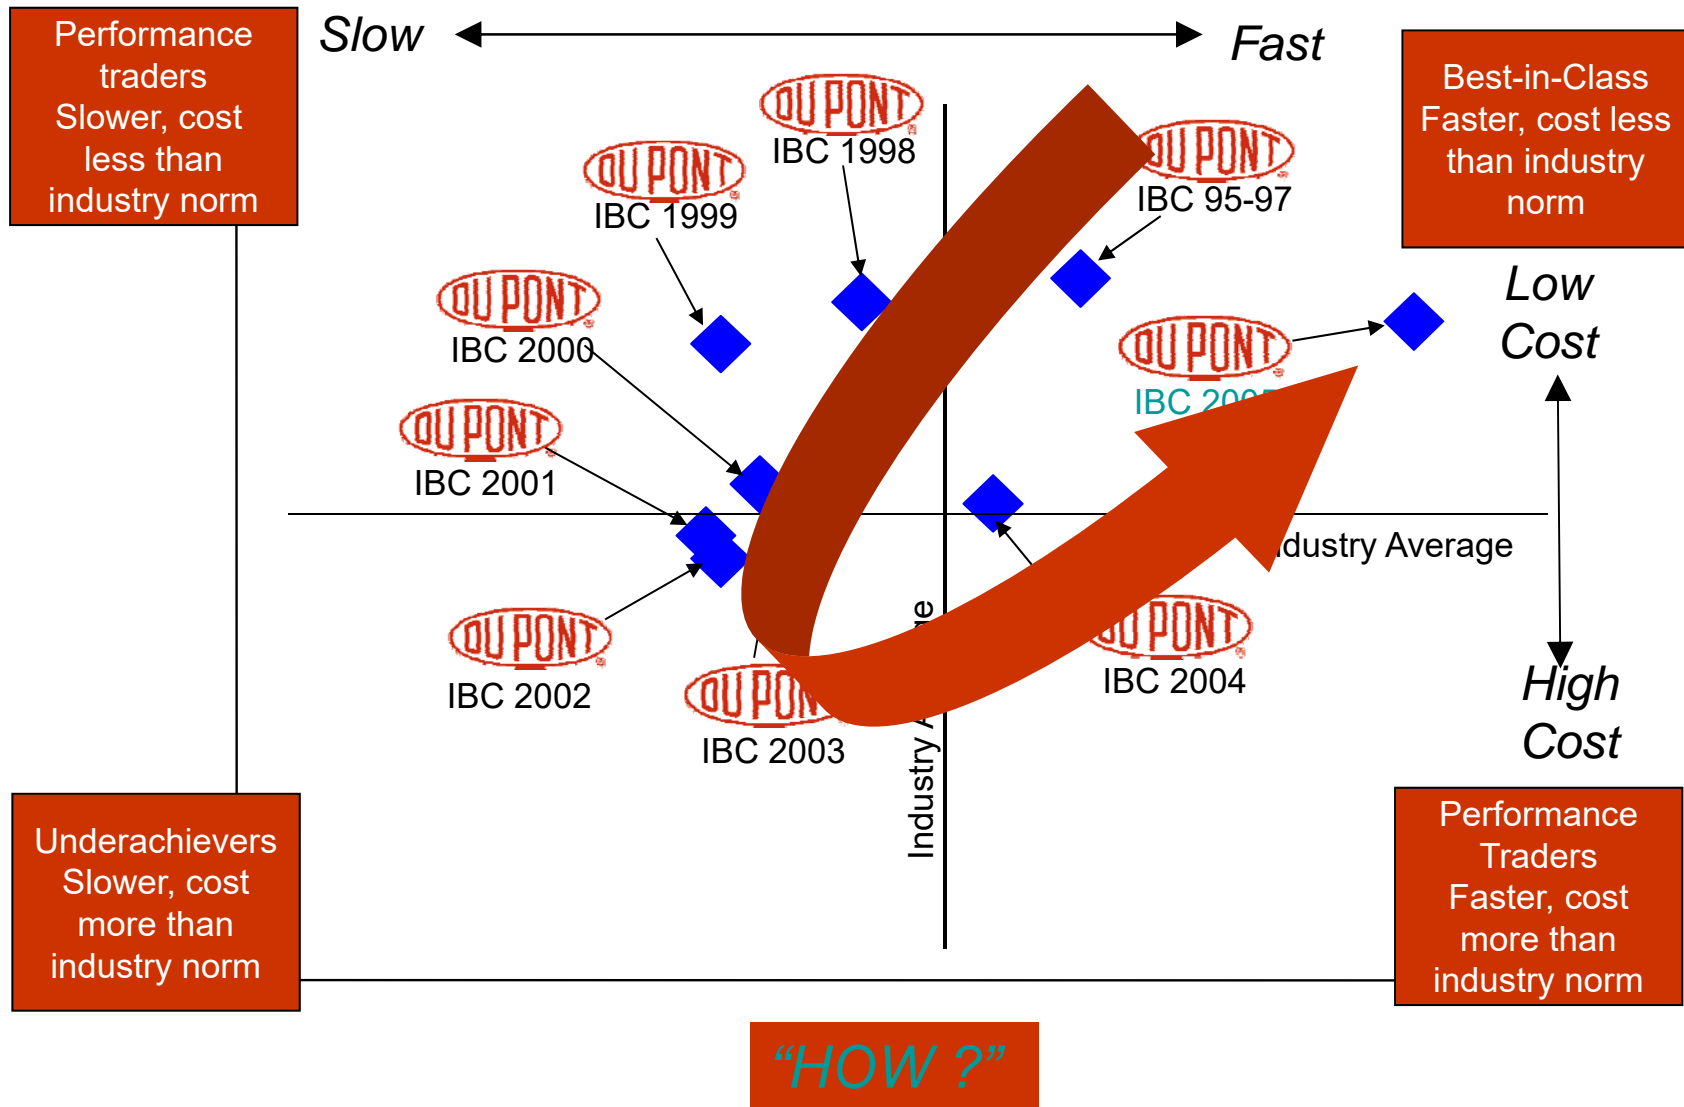 Performance
traders
Slower, cost
less than
industry norm
Slow
Fast
Best-in-Class
Faster, cost less
than industry
norm
DU PONT
IBC 1998
DU PONT
IBC 1999
DU PONT
IBC 95-97
DU PONT
IBC 2000
Low
Cost
DU PONT
IBC
DU PONT
IBC 2001
Average
DU PONT
IBC 2002
DU PONT
IBC 2003
DU PONT
IBC 2004
Industry
High
Cost
Underachievers
Slower, cost
more than
industry norm
Performance
Traders
Faster, cost
more than
industry norm
“HOW ?”